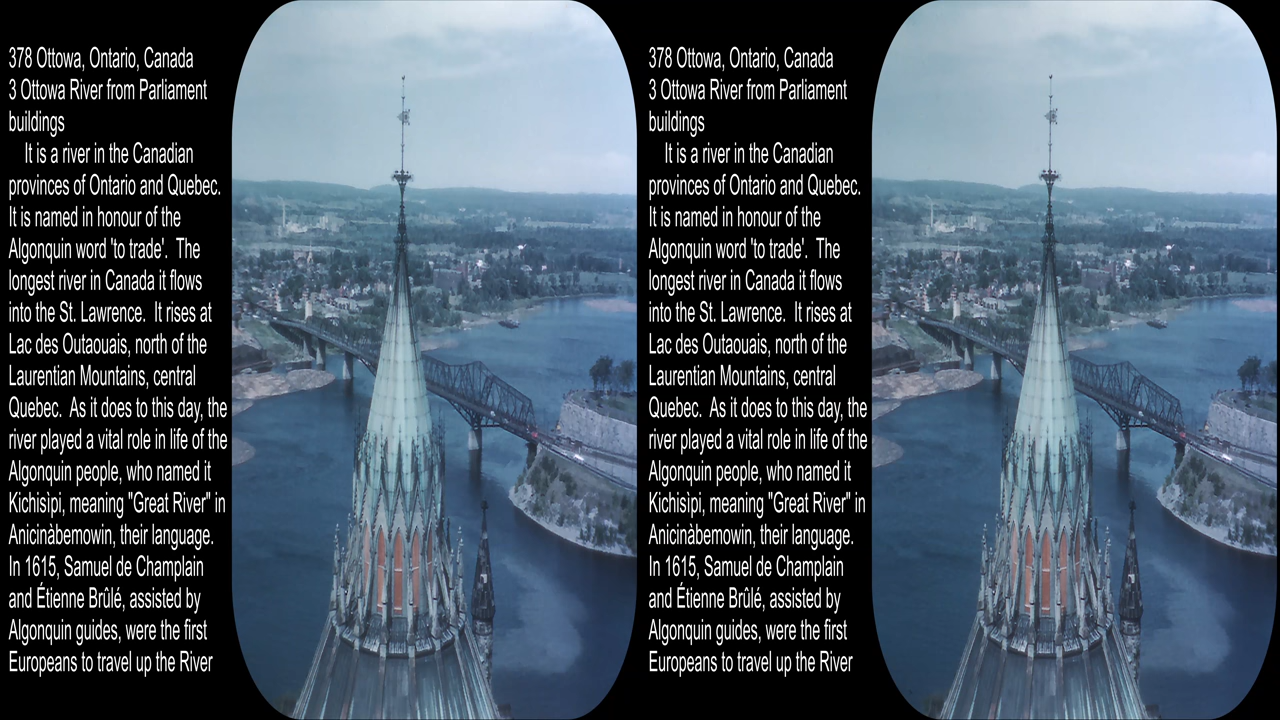 378 Ottowa, Ontario, Canada
3 Ottowa River from Parliament
buildings
It is a river in the Canadian
provinces of Ontario and Quebec.
It is named in honour of the
Algonquin word 'to trade'.  The
longest river in Canada it flows
into the St. Lawrence.  It rises at
Lac des Outaouais, north of the
Laurentian Mountains, central
Quebec.  As it does to this day, the
river played a vital role in life of the
Algonquin people, who named it
Kichisìpi, meaning "Great River" in
Anicinàbemowin, their language.
In 1615, Samuel de Champlain
and Étienne Brûlé, assisted by
Algonquin guides, were the first
Europeans to travel up the River
378 Ottowa, Ontario, Canada
3 Ottowa River from Parliament
buildings
It is a river in the Canadian
provinces of Ontario and Quebec.
It is named in honour of the
Algonquin word 'to trade'.  The
longest river in Canada it flows
into the St. Lawrence.  It rises at
Lac des Outaouais, north of the
Laurentian Mountains, central
Quebec.  As it does to this day, the
river played a vital role in life of the
Algonquin people, who named it
Kichisìpi, meaning "Great River" in
Anicinàbemowin, their language.
In 1615, Samuel de Champlain
and Étienne Brûlé, assisted by
Algonquin guides, were the first
Europeans to travel up the River